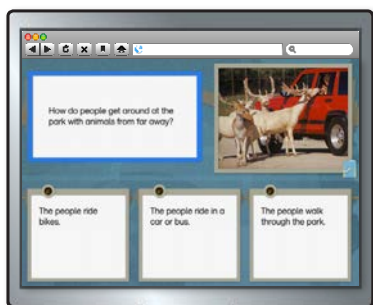 How do people get around at the
park with animals from far away?
The people ride
bikes.
The people ride in a
car or bus.
The people walk
through the park.